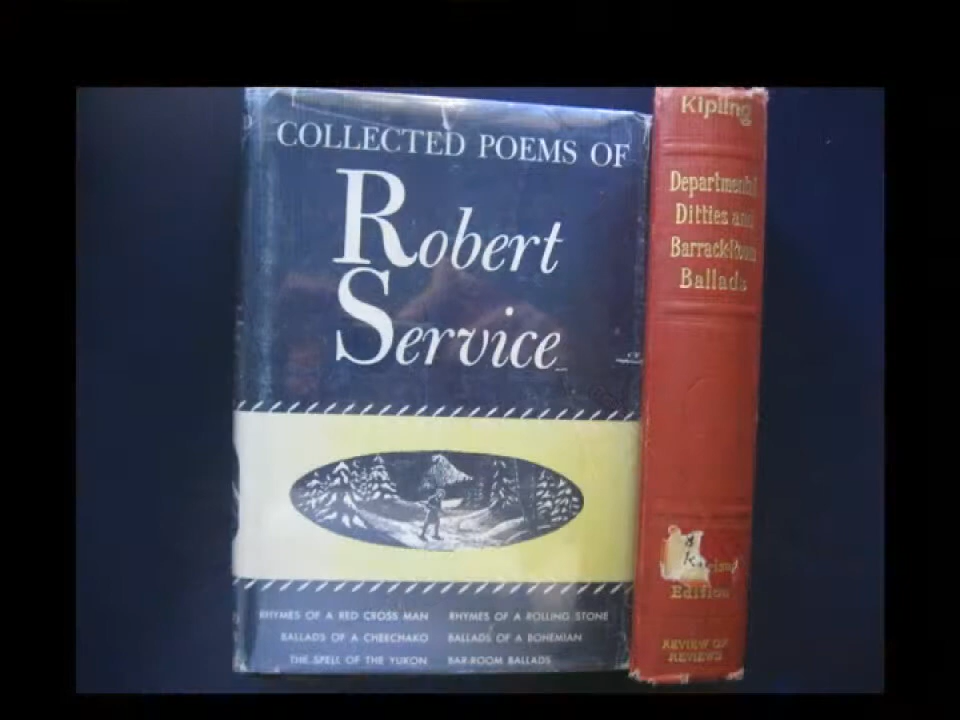 COLLECTED POEMS OF
Robert
Service
RHYMES OF A RED CROSS MAN RHYMES OF A ROLLING STONE
BALLADS OF A CHEECHAKO BALLADS OF A BOHEMIAN
THE SPELL OF THE YUKON BAR-ROOM BALLADS
Kipling
Departmental
Ditties and
Barrack-Room
Ballads
Edition
REVIEW OF
REVIEWS